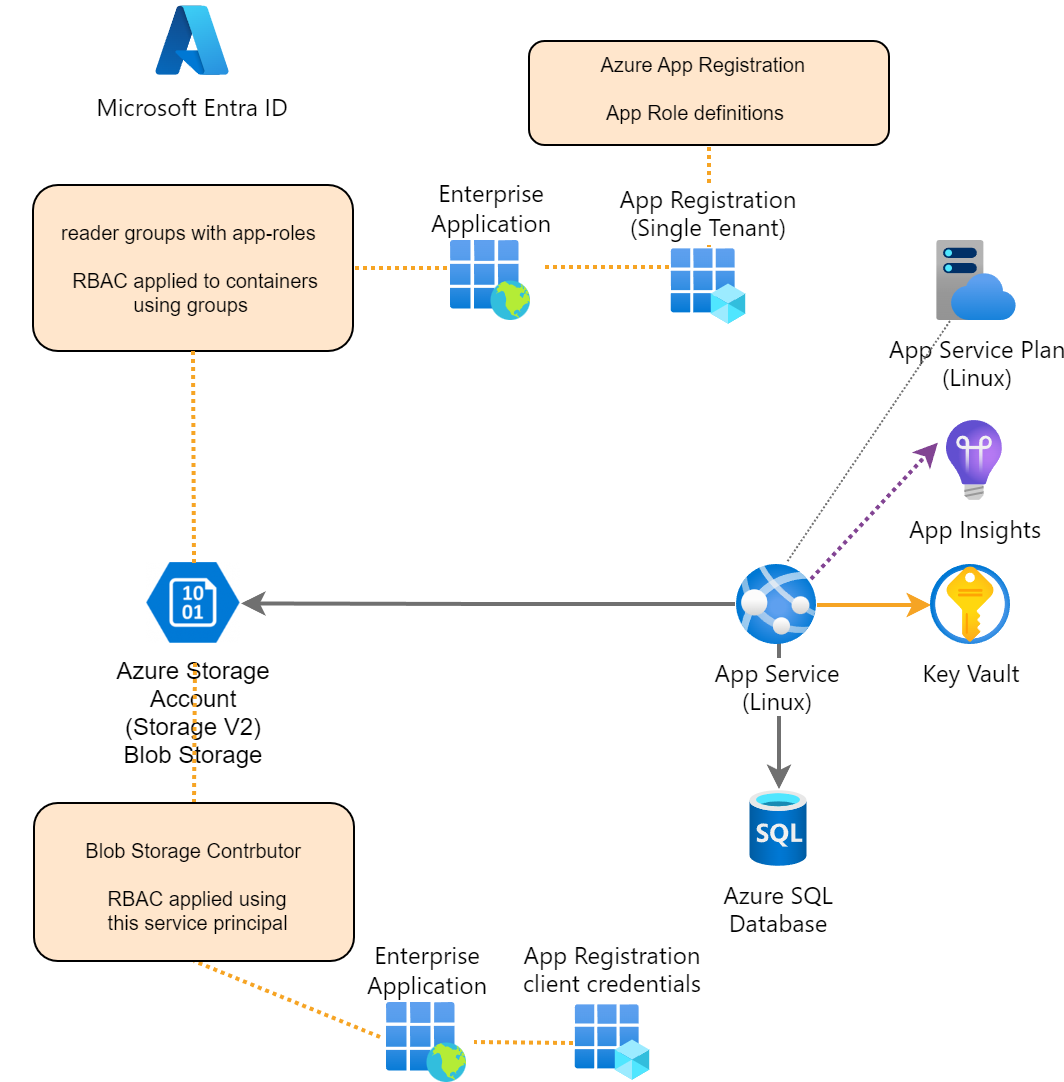 Microsoft Entra ID
Azure App Registration
App Role definitions
reader groups with app-roles
RBAC applied to containers
using groups
Enterprise
Application
App Registration
(Single Tenant)
App Service Plan
(Linux)
App Insights
10
01
Azure Storage
Account
(Storage V2)
Blob Storage
App Service
(Linux)
Key Vault
SQL
Azure SQL
Database
Blob Storage Contrbutor
RBAC applied using
this service principal
Enterprise
Application
App Registration
client credentials